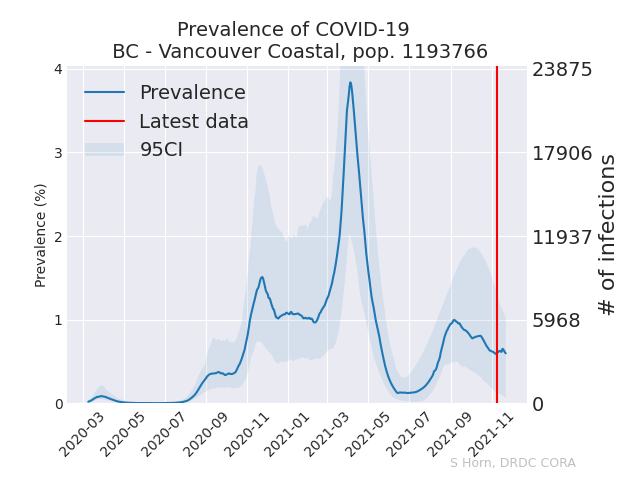 Prevalence of COVID-19
BC - Vancouver Coastal, pop. 1193766
Prevalence
Latest data
95CI
4
3
2
1
0
Prevalence (%)
23875
17906
11937
5968
0
# of infections
2020-03
2020-05
2020-07
2020-09
2020-11
2021-01
2021-03
2021-05
2021-07
2021-09
2021-11
S Horn, DRDC CORA